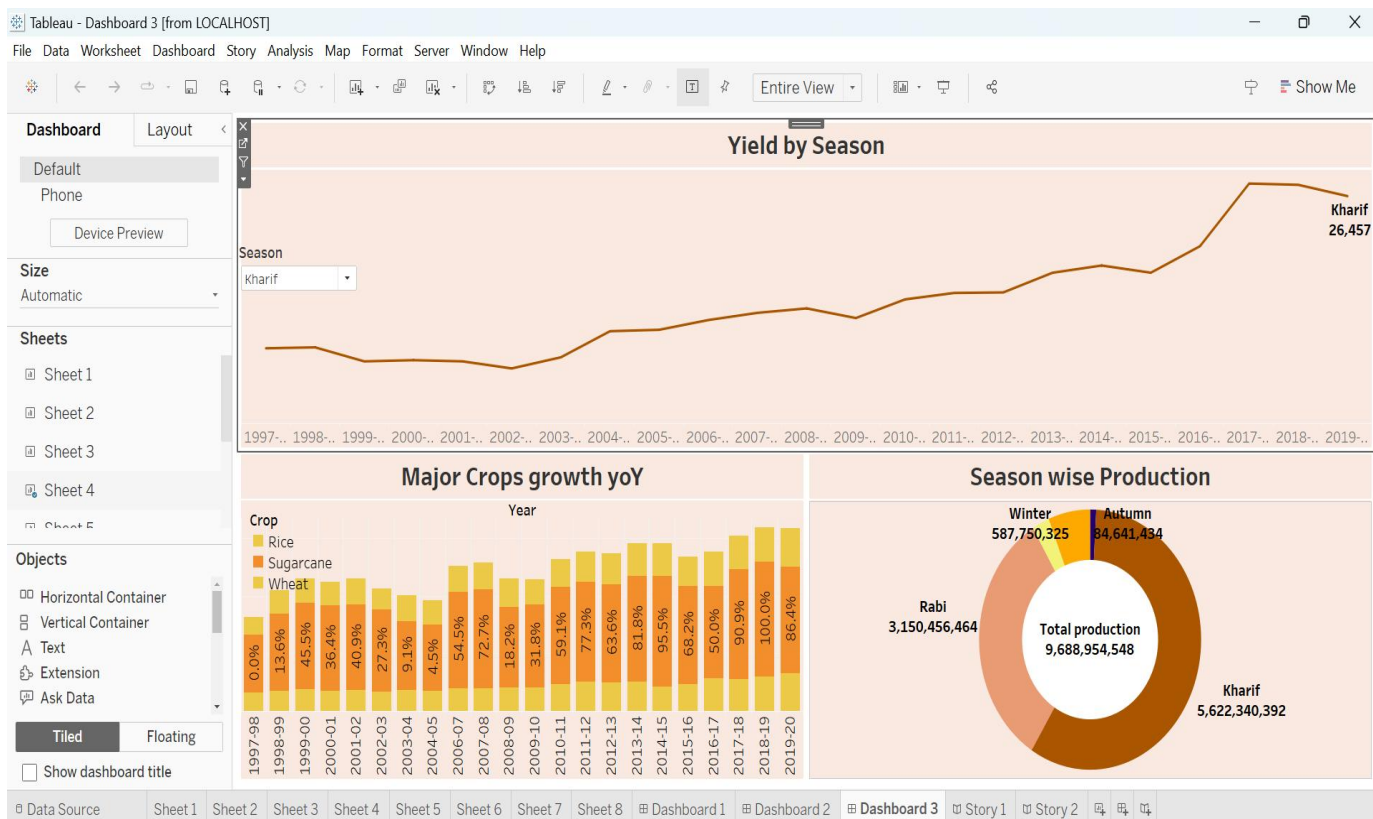 Tableau - Dashboard 3 [from LOCALHOST]
File Data Worksheet Dashboard Story Analysis Map Format Server Window Help
Entire View
Show Me
Dashboard Layout
Default
Phone
Device Preview
Size
Automatic
Sheets
Sheet 1
Sheet 2
Sheet 3
Sheet 4
Objects
Horizontal Container
Vertical Container
Text
Extension
Ask Data
Tiled Floating
Show dashboard title
Yield by Season
Season
Kharif
Kharif
26,457
1997-.. 1998-.. 1999-.. 2000-.. 2001-.. 2002-.. 2003-.. 2004-.. 2005-.. 2006-.. 2007-.. 2008-.. 2009-.. 2010-.. 2011-.. 2012-.. 2013-.. 2014-.. 2015-.. 2016-.. 2017-.. 2018-.. 2019-..
Major Crops growth yoY
Year
Crop
Rice
Sugarcane
Wheat
0.0% 13.6% 45.5% 36.4% 40.9% 27.3% 9.1% 4.5% 54.5% 72.7% 18.2% 31.8% 59.1% 77.3% 63.6% 81.8% 95.5% 68.2% 50.0% 90.9% 100.0% 86.4%
1997-98 1998-99 1999-00 2000-01 2001-02 2002-03 2003-04 2004-05 2006-07 2007-08 2008-09 2009-10 2010-11 2011-12 2012-13 2013-14 2014-15 2015-16 2016-17 2017-18 2018-19 2019-20
Season wise Production
Winter
587,750,325
Autumn
84,641,434
Rabi
3,150,456,464
Total production
9,688,954,548
Kharif
5,622,340,392
Data Source Sheet 1 Sheet 2 Sheet 3 Sheet 4 Sheet 5 Sheet 6 Sheet 7 Sheet 8 Dashboard 1 Dashboard 2 Dashboard 3 Story 1 Story 2